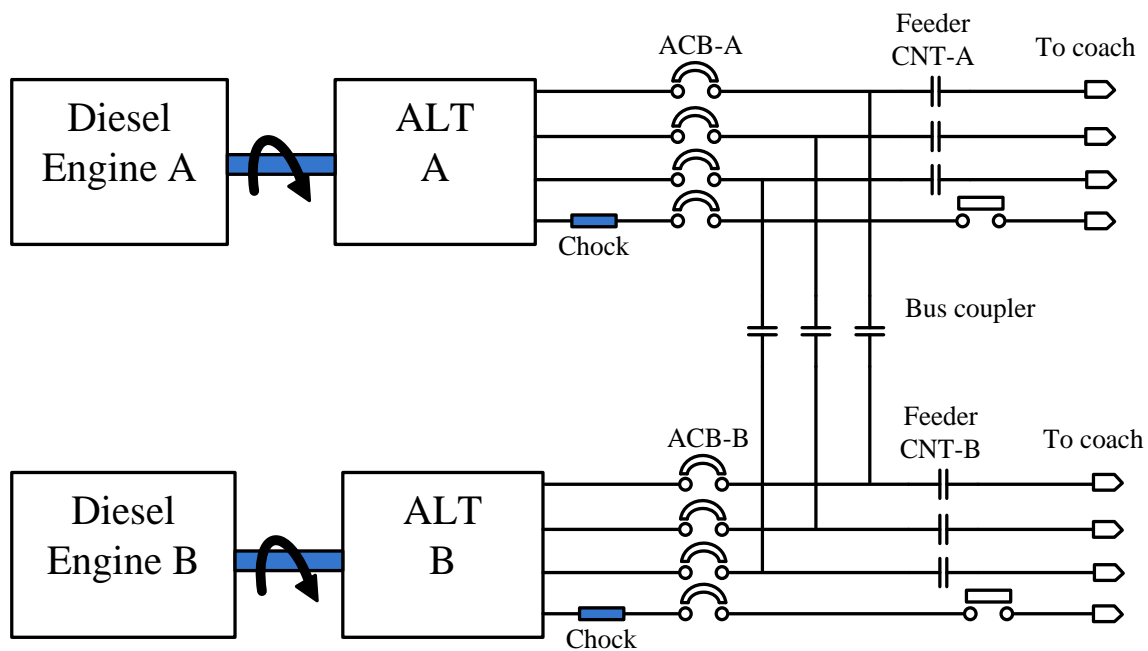 Diesel
Engine A
ALT
A
ACB-A
Feeder
CNT-A
To coach
Chock
Bus coupler
Diesel
Engine B
ALT
B
ACB-B
Feeder
CNT-B
To coach
Chock